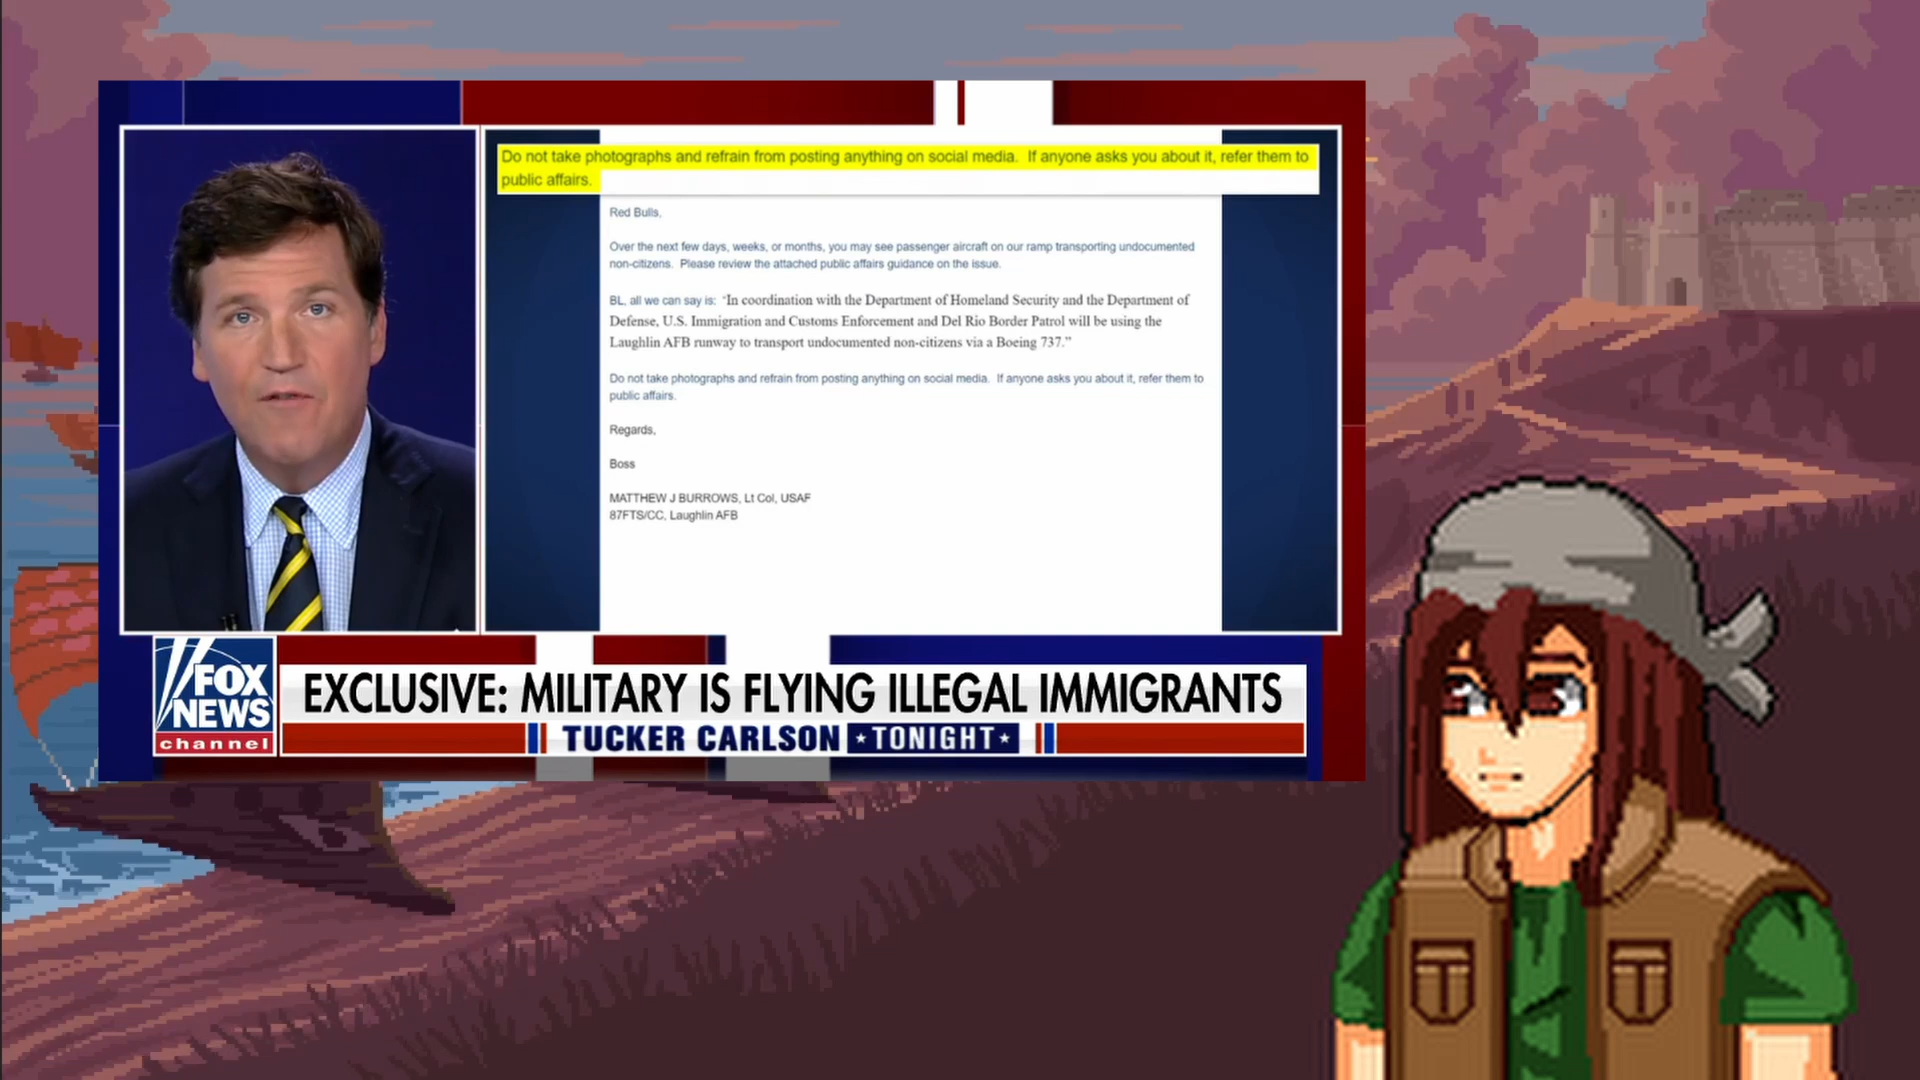 Do not take photographs and refrain from posting anything on social media.  If anyone asks you about it, refer them to
public affairs.
Red Bulls,
Over the next few days, weeks, or months, you may see passenger aircraft on our ramp transporting undocumented
non-citizens.  Please review the attached public affairs guidance on the issue.
BL, all we can say is:  "In coordination with the Department of Homeland Security and the Department of
Defense, U.S. Immigration and Customs Enforcement and Del Rio Border Patrol will be using the
Laughlin AFB runway to transport undocumented non-citizens via a Boeing 737."
Do not take photographs and refrain from posting anything on social media.  If anyone asks you about it, refer them to
public affairs.
Regards,
Boss
MATTHEW J BURROWS, Lt Col, USAF
87FTS/CC, Laughlin AFB
FOX
NEWS
channel
EXCLUSIVE: MILITARY IS FLYING ILLEGAL IMMIGRANTS
TUCKER CARLSON TONIGHT